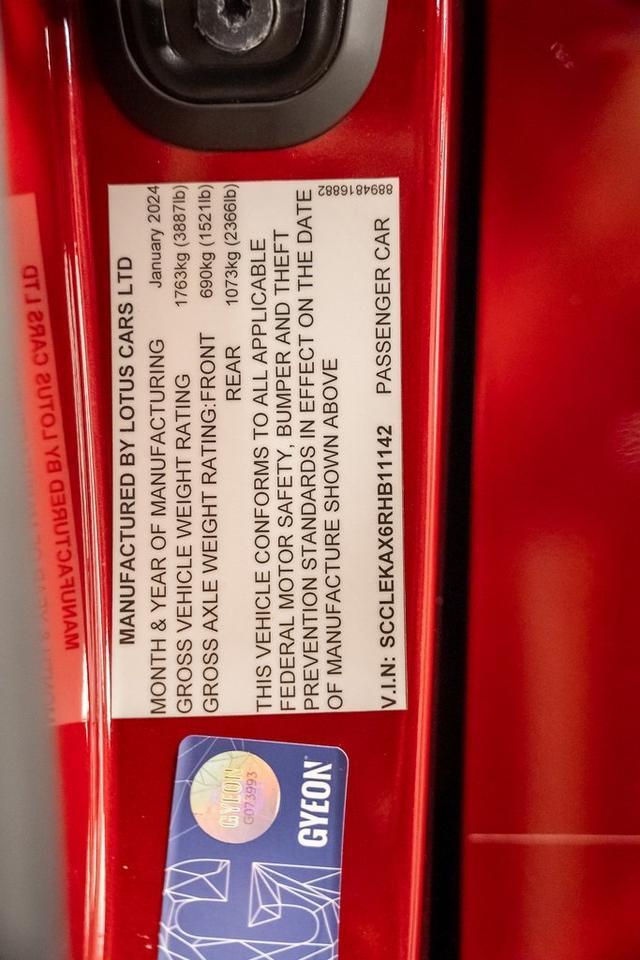 MANUFACTURED BY LOTUS CARS LTD
MONTH & YEAR OF MANUFACTURING January 2024
GROSS VEHICLE WEIGHT RATING 1763kg (3887lb)
GROSS AXLE WEIGHT RATING:FRONT 690kg (1521lb)
REAR 1073kg (2366lb)
THIS VEHICLE CONFORMS TO ALL APPLICABLE
FEDERAL MOTOR SAFETY, BUMPER AND THEFT
PREVENTION STANDARDS IN EFFECT ON THE DATE
OF MANUFACTURE SHOWN ABOVE
V.I.N: SCCLEKAX6RHB11142 PASSENGER CAR
8894816882
GYEON
G073993
GYEON
MANUFACTURED BY LOTUS CARS LTD